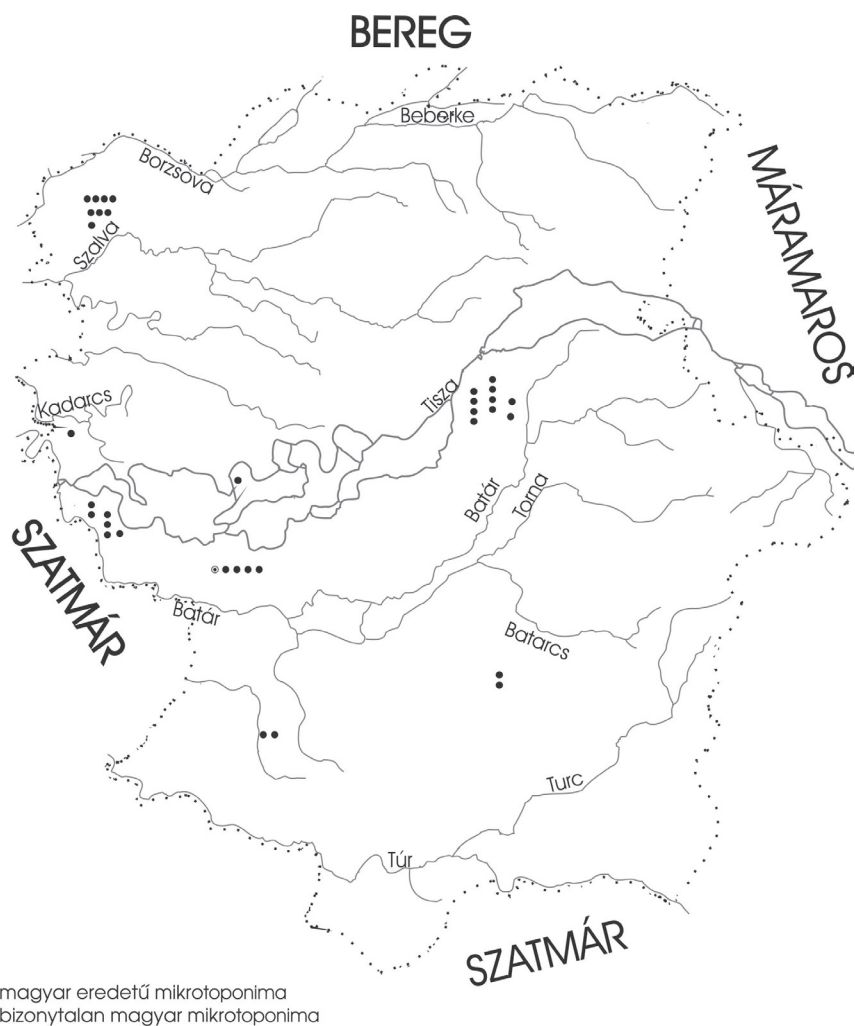 BEREG
Beberke
Borzsova
MÁRAMAROS
Szalva
Kadarcs
Tisza
Batár
Torna
SZATMÁR
Batár
Batarcs
Turc
Túr
SZATMÁR
magyar eredetű mikrotoponima
bizonytalan magyar mikrotoponima